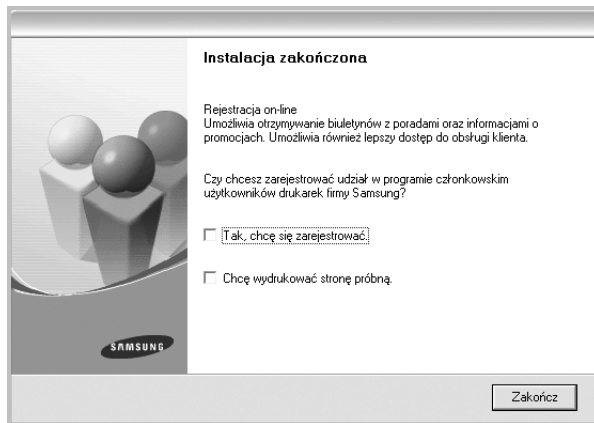 Instalacja zakończona
Rejestracja on-line
Umożliwia otrzymywanie biuletynów z poradami oraz informacjami o
promocjach. Umożliwia również lepszy dostęp do obsługi klienta.
Czy chcesz zarejestrować udział w programie członkowskim
użytkowników drukarek firmy Samsung?
Tak, chcę się zarejestrować.
Chcę wydrukować stronę próbną.
SAMSUNG
Zakończ